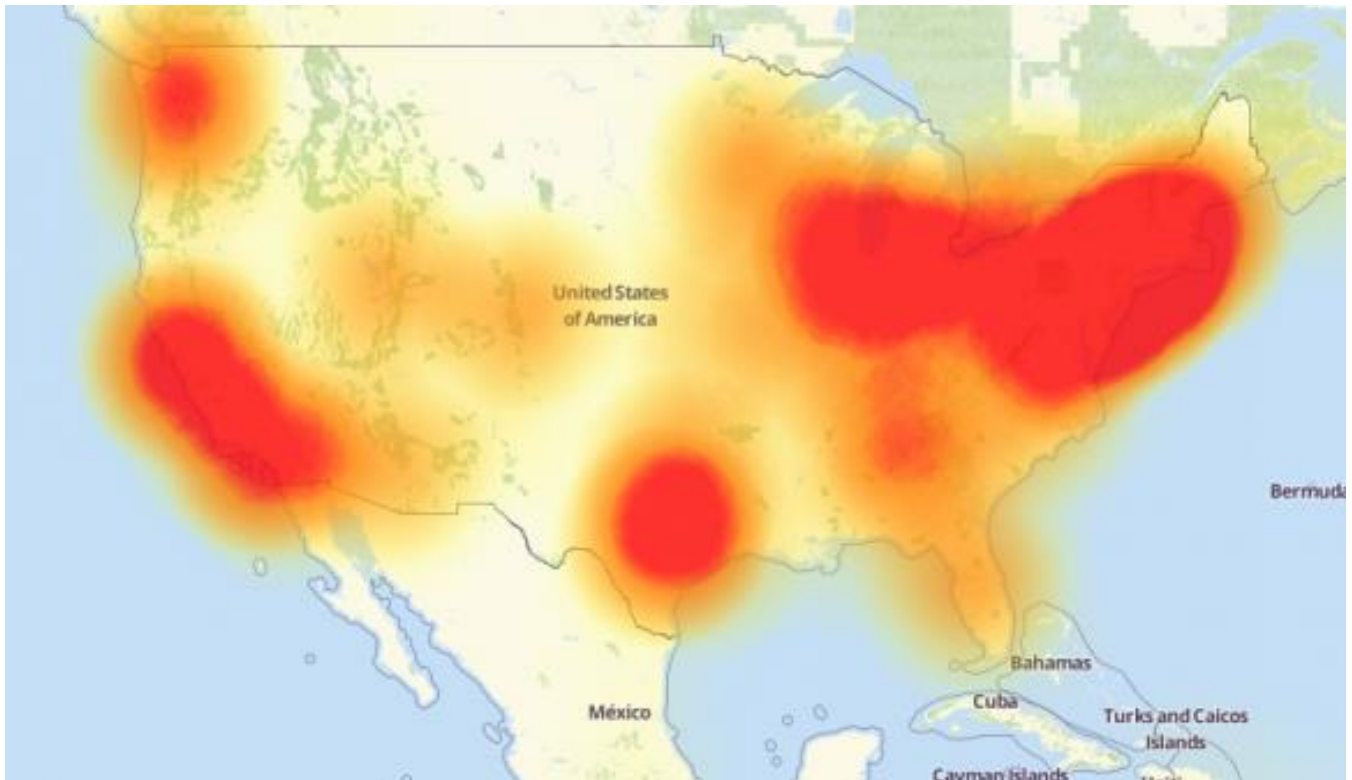 United States
of America
Bermuda
Bahamas
Cuba
México
Turks and Caicos
Islands
Cayman Islands